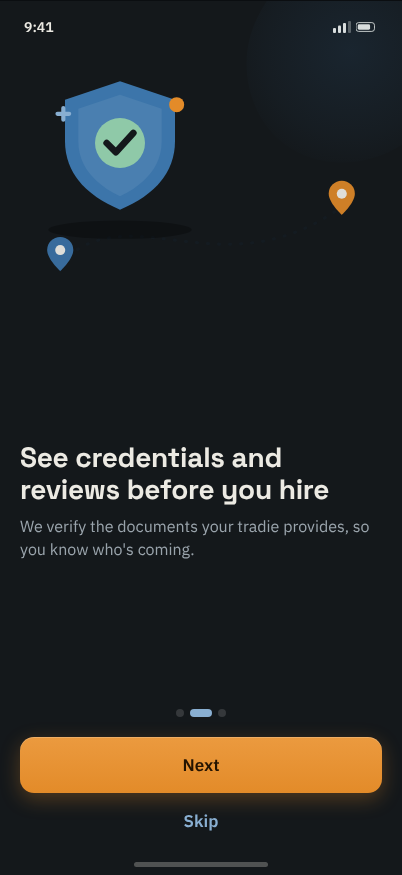 9:41
See credentials and
reviews before you hire
We verify the documents your tradie provides, so
you know who's coming.
Next
Skip